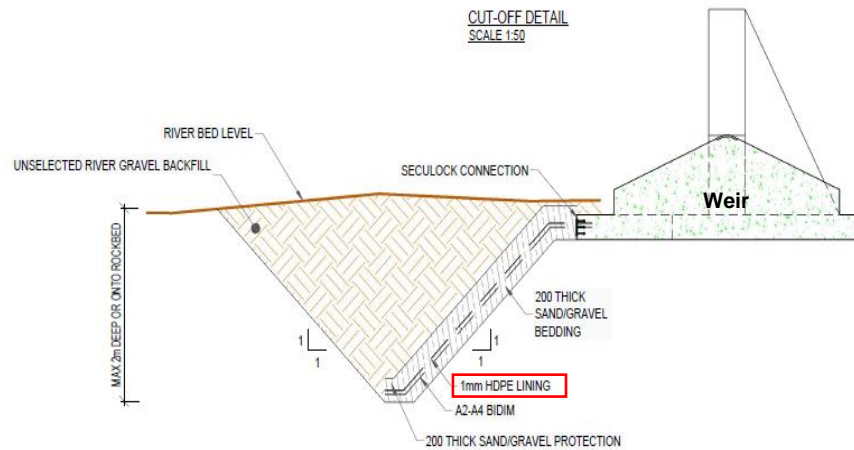 CUT-OFF DETAIL
SCALE 1:50
RIVER BED LEVEL
UNSELECTED RIVER GRAVEL BACKFILL
SECULOCK CONNECTION
Weir
MAX 2m DEEP OR ONTO ROCKBED
200 THICK
SAND/GRAVEL
BEDDING
1
1
1
1
1mm HDPE LINING
A2-A4 BIDIM
200 THICK SAND/GRAVEL PROTECTION